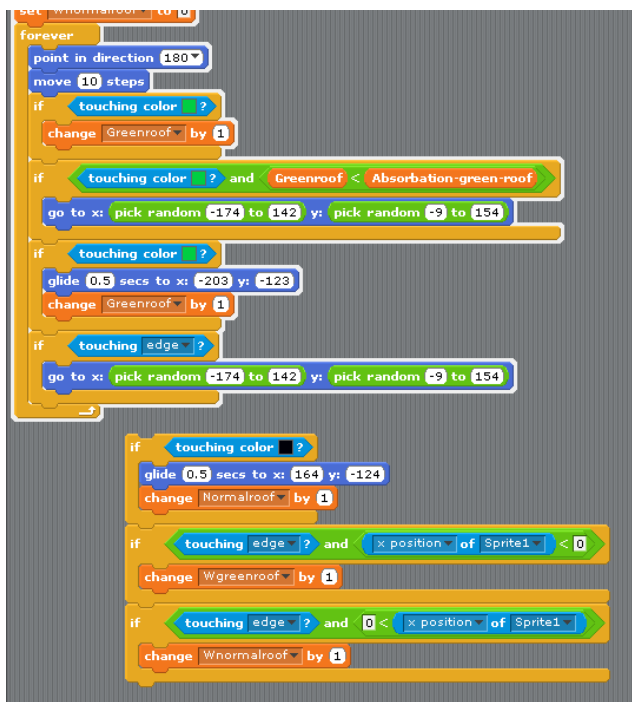 set Wnormalroof to 0
forever
point in direction 180
move 10 steps
if touching color ?
change Greenroof by 1
if touching color ? and Greenroof < Absorbation-green-roof
go to x: pick random -174 to 142 y: pick random -9 to 154
if touching color ?
glide 0.5 secs to x: -203 y: -123
change Greenroof by 1
if touching edge ?
go to x: pick random -174 to 142 y: pick random -9 to 154
if touching color ?
glide 0.5 secs to x: 164 y: -124
change Normalroof by 1
if touching edge ? and x position of Sprite1 < 0
change Wgreenroof by 1
if touching edge ? and 0 < x position of Sprite1
change Wnormalroof by 1